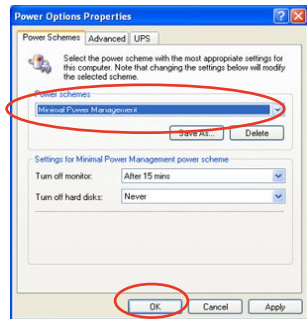 Power Options Properties
Power Schemes Advanced UPS
Select the power scheme with the most appropriate settings for
this computer. Note that changing the settings below will modify
the selected scheme.
Power schemes
Minimal Power Management
Save As... Delete
Settings for Minimal Power Management power scheme
Turn off monitor: After 15 mins
Turn off hard disks: Never
OK Cancel Apply